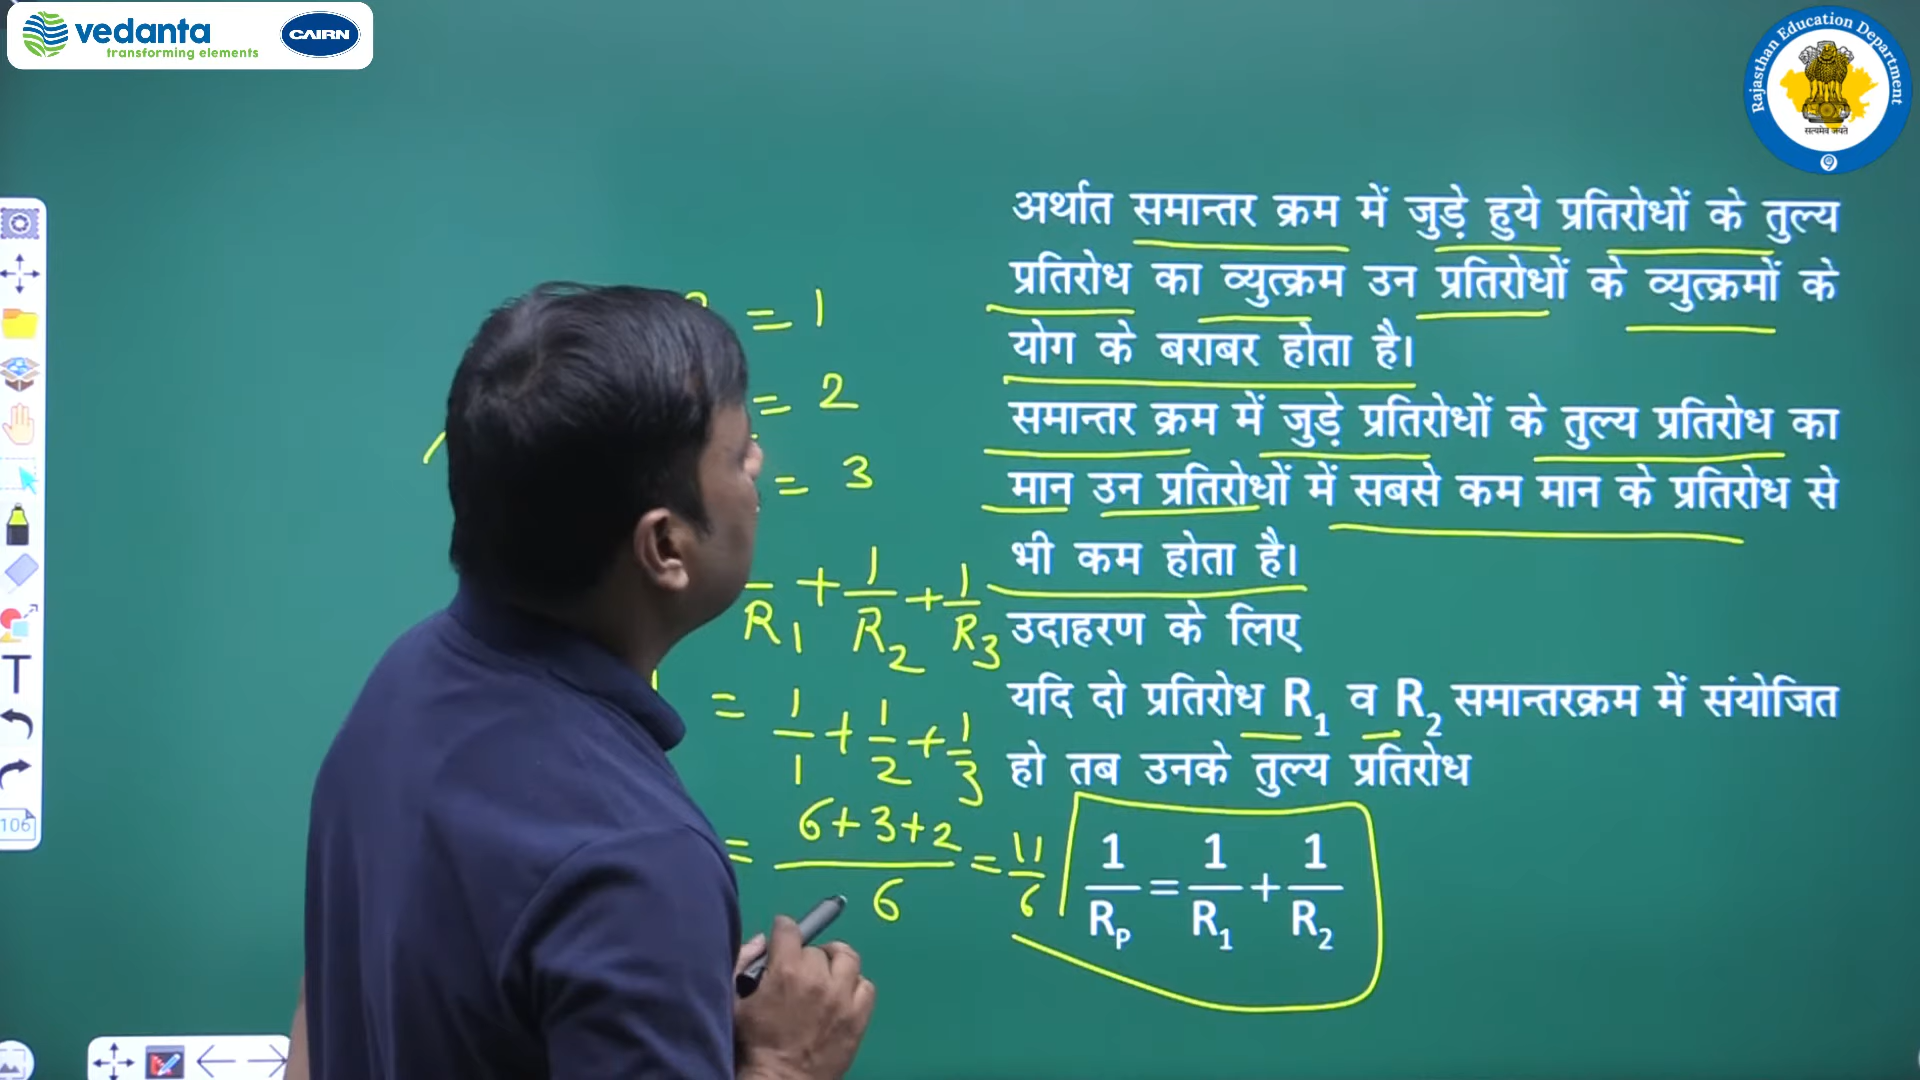 vedanta
transforming elements
CAIRN
Rajasthan Education Department
सत्यमेव जयते
अर्थात समान्तर क्रम में जुड़े हुये प्रतिरोधों के तुल्य
प्रतिरोध का व्युत्क्रम उन प्रतिरोधों के व्युत्क्रमों के
योग के बराबर होता है।
समान्तर क्रम में जुड़े प्रतिरोधों के तुल्य प्रतिरोध का
मान उन प्रतिरोधों में सबसे कम मान के प्रतिरोध से
भी कम होता है।
उदाहरण के लिए
यदि दो प्रतिरोध R₁ व R₂ समान्तरक्रम में संयोजित
हो तब उनके तुल्य प्रतिरोध
1/Rₚ = 1/R₁ + 1/R₂
= 1
= 2
= 3
R₁ + 1/R₂ + 1/R₃
= 1/1 + 1/2 + 1/3
= 6+3+2/6 = 11/6
T
106